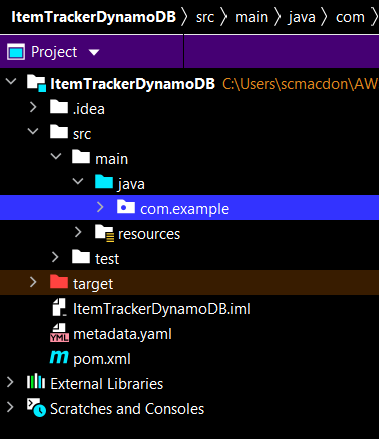 ItemTrackerDynamoDB 〉 src 〉 main 〉 java 〉 com 〉
Project
ItemTrackerDynamoDB C:\Users\scmacdon\AW
.idea
src
main
java
com.example
resources
test
target
ItemTrackerDynamoDB.iml
YML metadata.yaml
m pom.xml
External Libraries
Scratches and Consoles